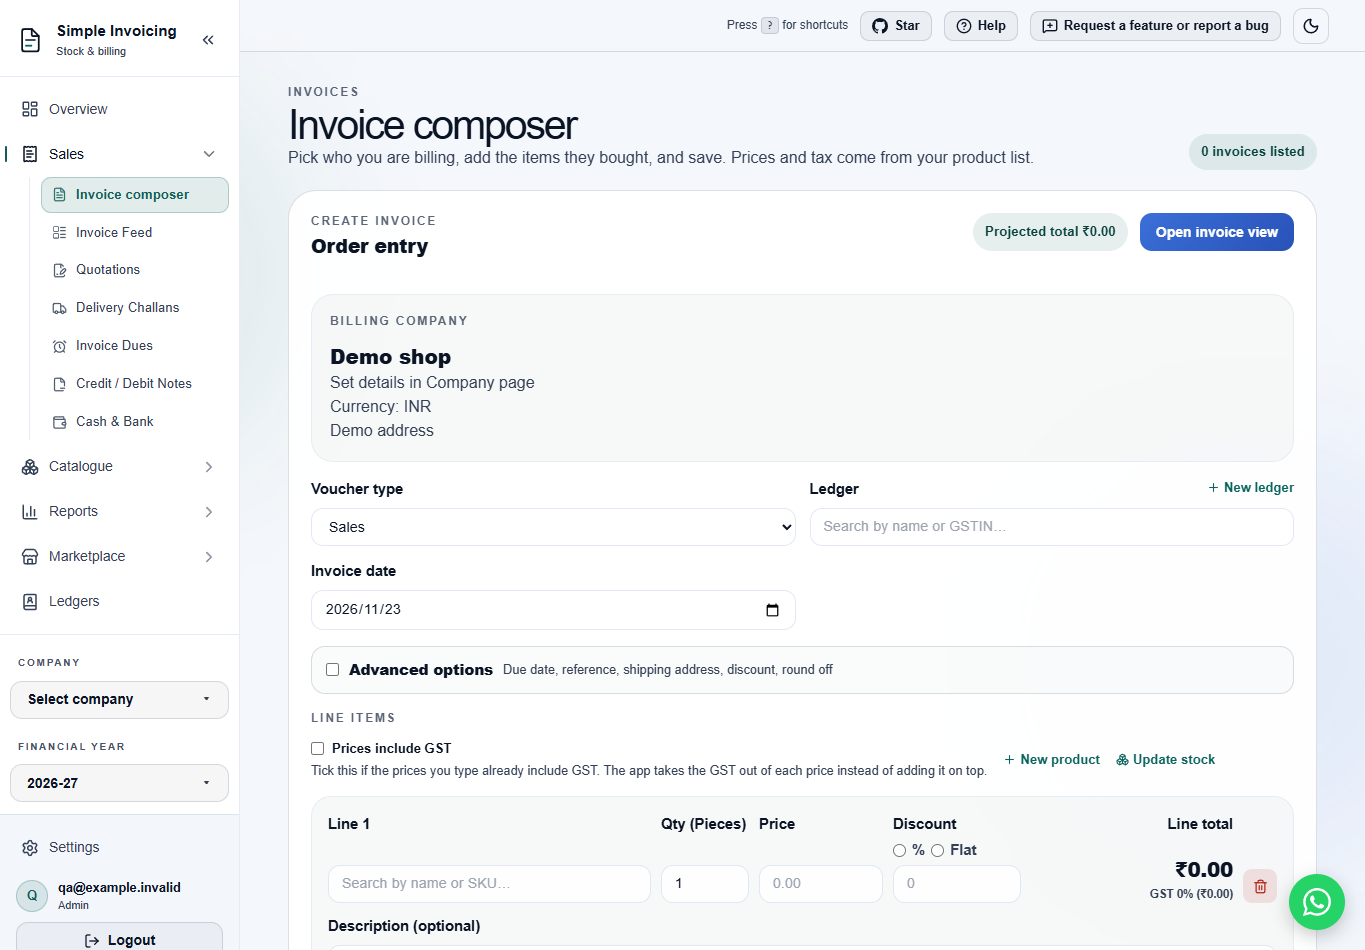 Simple Invoicing
Stock & billing
Overview
Sales
Invoice composer
Invoice Feed
Quotations
Delivery Challans
Invoice Dues
Credit / Debit Notes
Cash & Bank
Catalogue
Reports
Marketplace
Ledgers
COMPANY
Select company
FINANCIAL YEAR
2026-27
Settings
Q
qa@example.invalid
Admin
Logout
Press ? for shortcuts
Star
Help
Request a feature or report a bug
INVOICES
Invoice composer
Pick who you are billing, add the items they bought, and save. Prices and tax come from your product list.
0 invoices listed
CREATE INVOICE
Order entry
Projected total ₹0.00
Open invoice view
BILLING COMPANY
Demo shop
Set details in Company page
Currency: INR
Demo address
Voucher type
Sales
Ledger
+ New ledger
Search by name or GSTIN...
Invoice date
2026/11/23
Advanced options Due date, reference, shipping address, discount, round off
LINE ITEMS
Prices include GST
Tick this if the prices you type already include GST. The app takes the GST out of each price instead of adding it on top.
+ New product
Update stock
Line 1
Qty (Pieces)
Price
Discount
Line total
% Flat
Search by name or SKU...
1
0.00
0
₹0.00
GST 0% (₹0.00)
Description (optional)